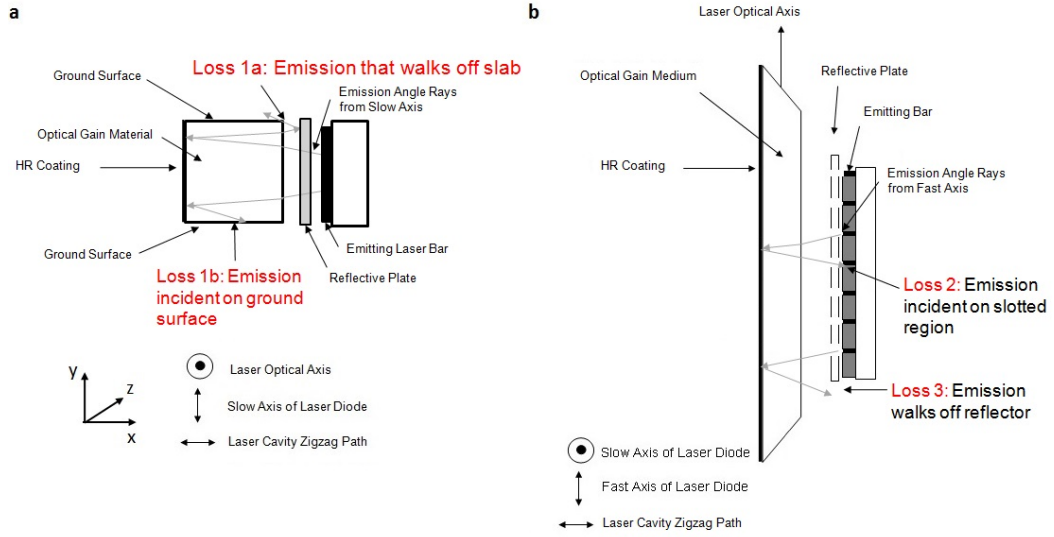 a
Ground Surface
Loss 1a: Emission that walks off slab
Emission Angle Rays
from Slow Axis
Optical Gain Material
HR Coating
Ground Surface
Emitting Laser Bar
Reflective Plate
Loss 1b: Emission
incident on ground
surface
y
z
x
Laser Optical Axis
Slow Axis of Laser Diode
Laser Cavity Zigzag Path
b
Laser Optical Axis
Optical Gain Medium
Reflective Plate
Emitting Bar
HR Coating
Emission Angle Rays
from Fast Axis
Loss 2: Emission
incident on slotted
region
Loss 3: Emission
walks off reflector
Slow Axis of Laser Diode
Fast Axis of Laser Diode
Laser Cavity Zigzag Path